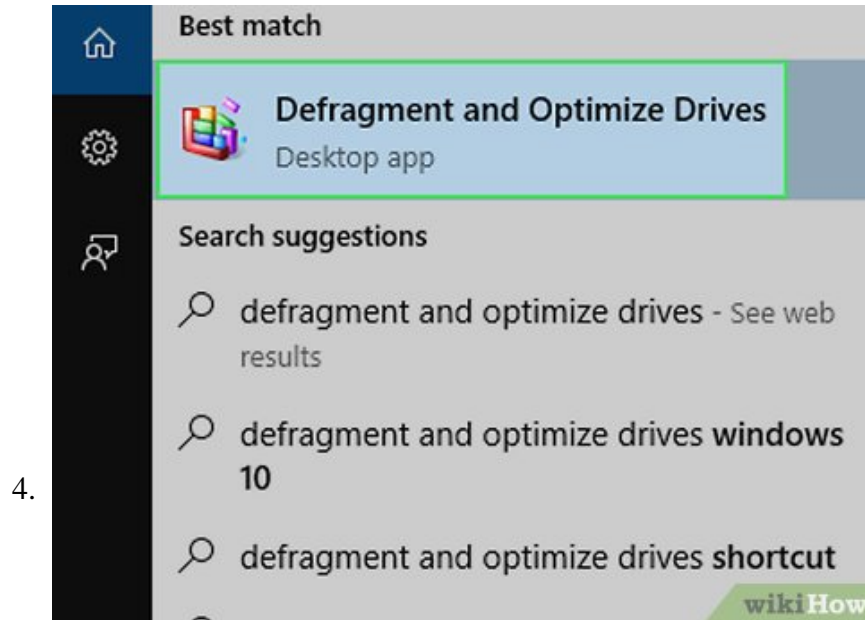 Best match
Defragment and Optimize Drives
Desktop app
Search suggestions
defragment and optimize drives - See web
results
defragment and optimize drives windows
10
4.
defragment and optimize drives shortcut
wikiHow